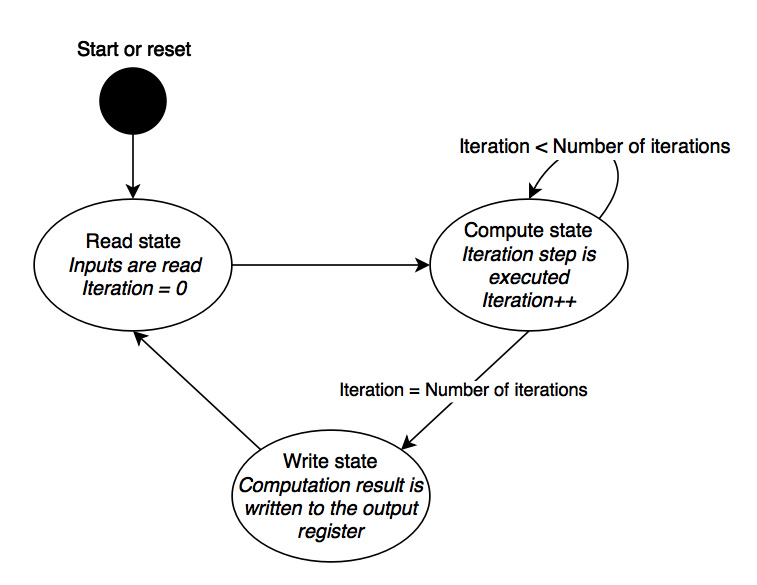 Start or reset
Iteration < Number of iterations
Read state
Inputs are read
Iteration = 0
Compute state
Iteration step is
executed
Iteration++
Iteration = Number of iterations
Write state
Computation result is
written to the output
register